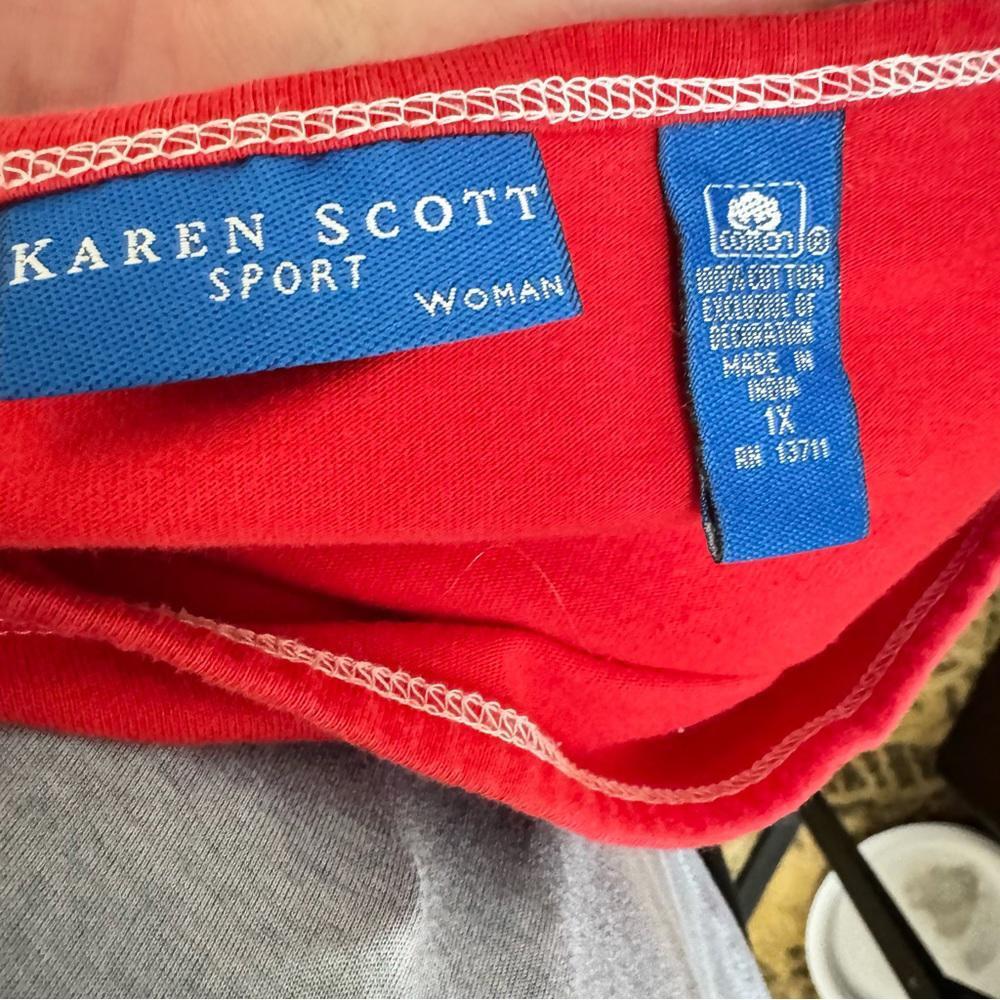 KAREN SCOTT
SPORT
WOMAN
COTTON®
100% COTTON
EXCLUSIVE OF
DECORATION
MADE IN
INDIA
1X
RN 13711